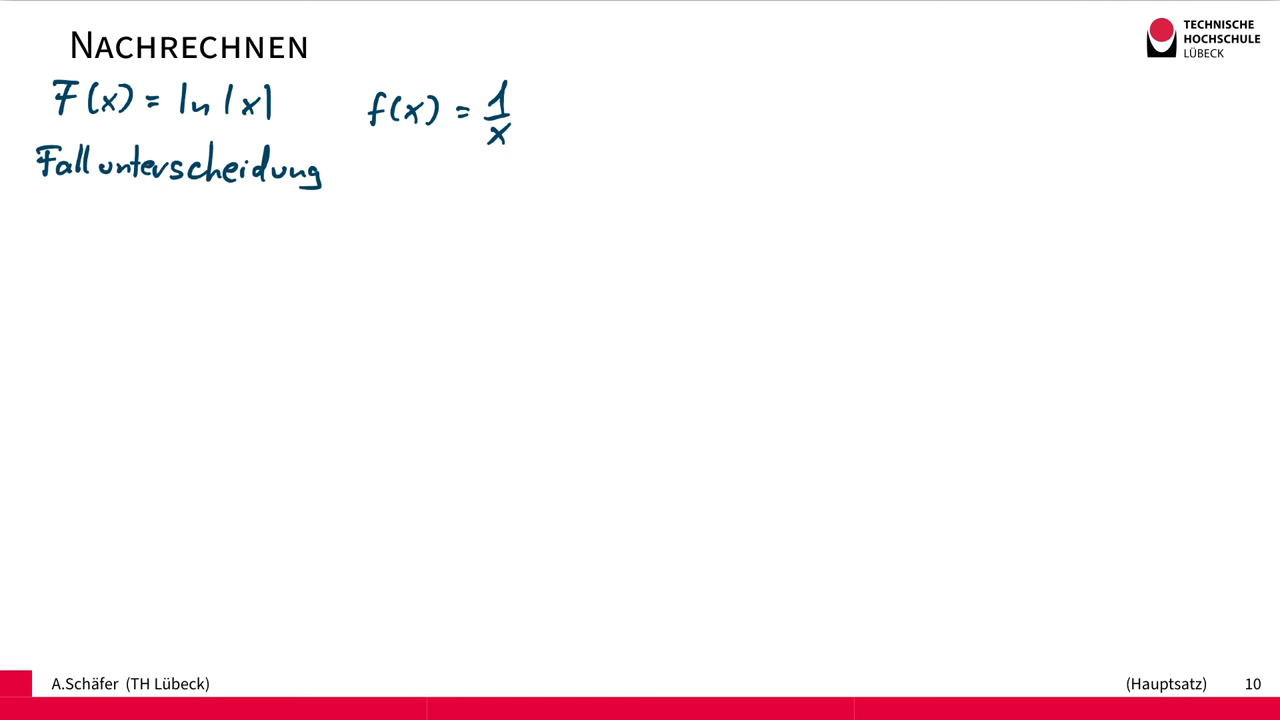 NACHRECHNEN
TECHNISCHE
HOCHSCHULE
LÜBECK
F(x) = ln |x|    f(x) = 1/x
Fallunterscheidung
A.Schäfer (TH Lübeck)    (Hauptsatz)    10